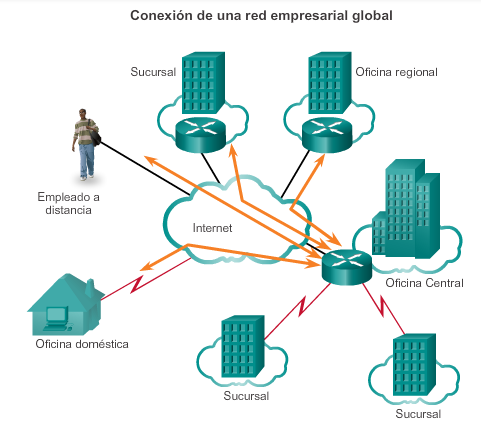 Conexión de una red empresarial global
Sucursal
Oficina regional
Empleado a
distancia
Internet
Oficina Central
Oficina doméstica
Sucursal
Sucursal